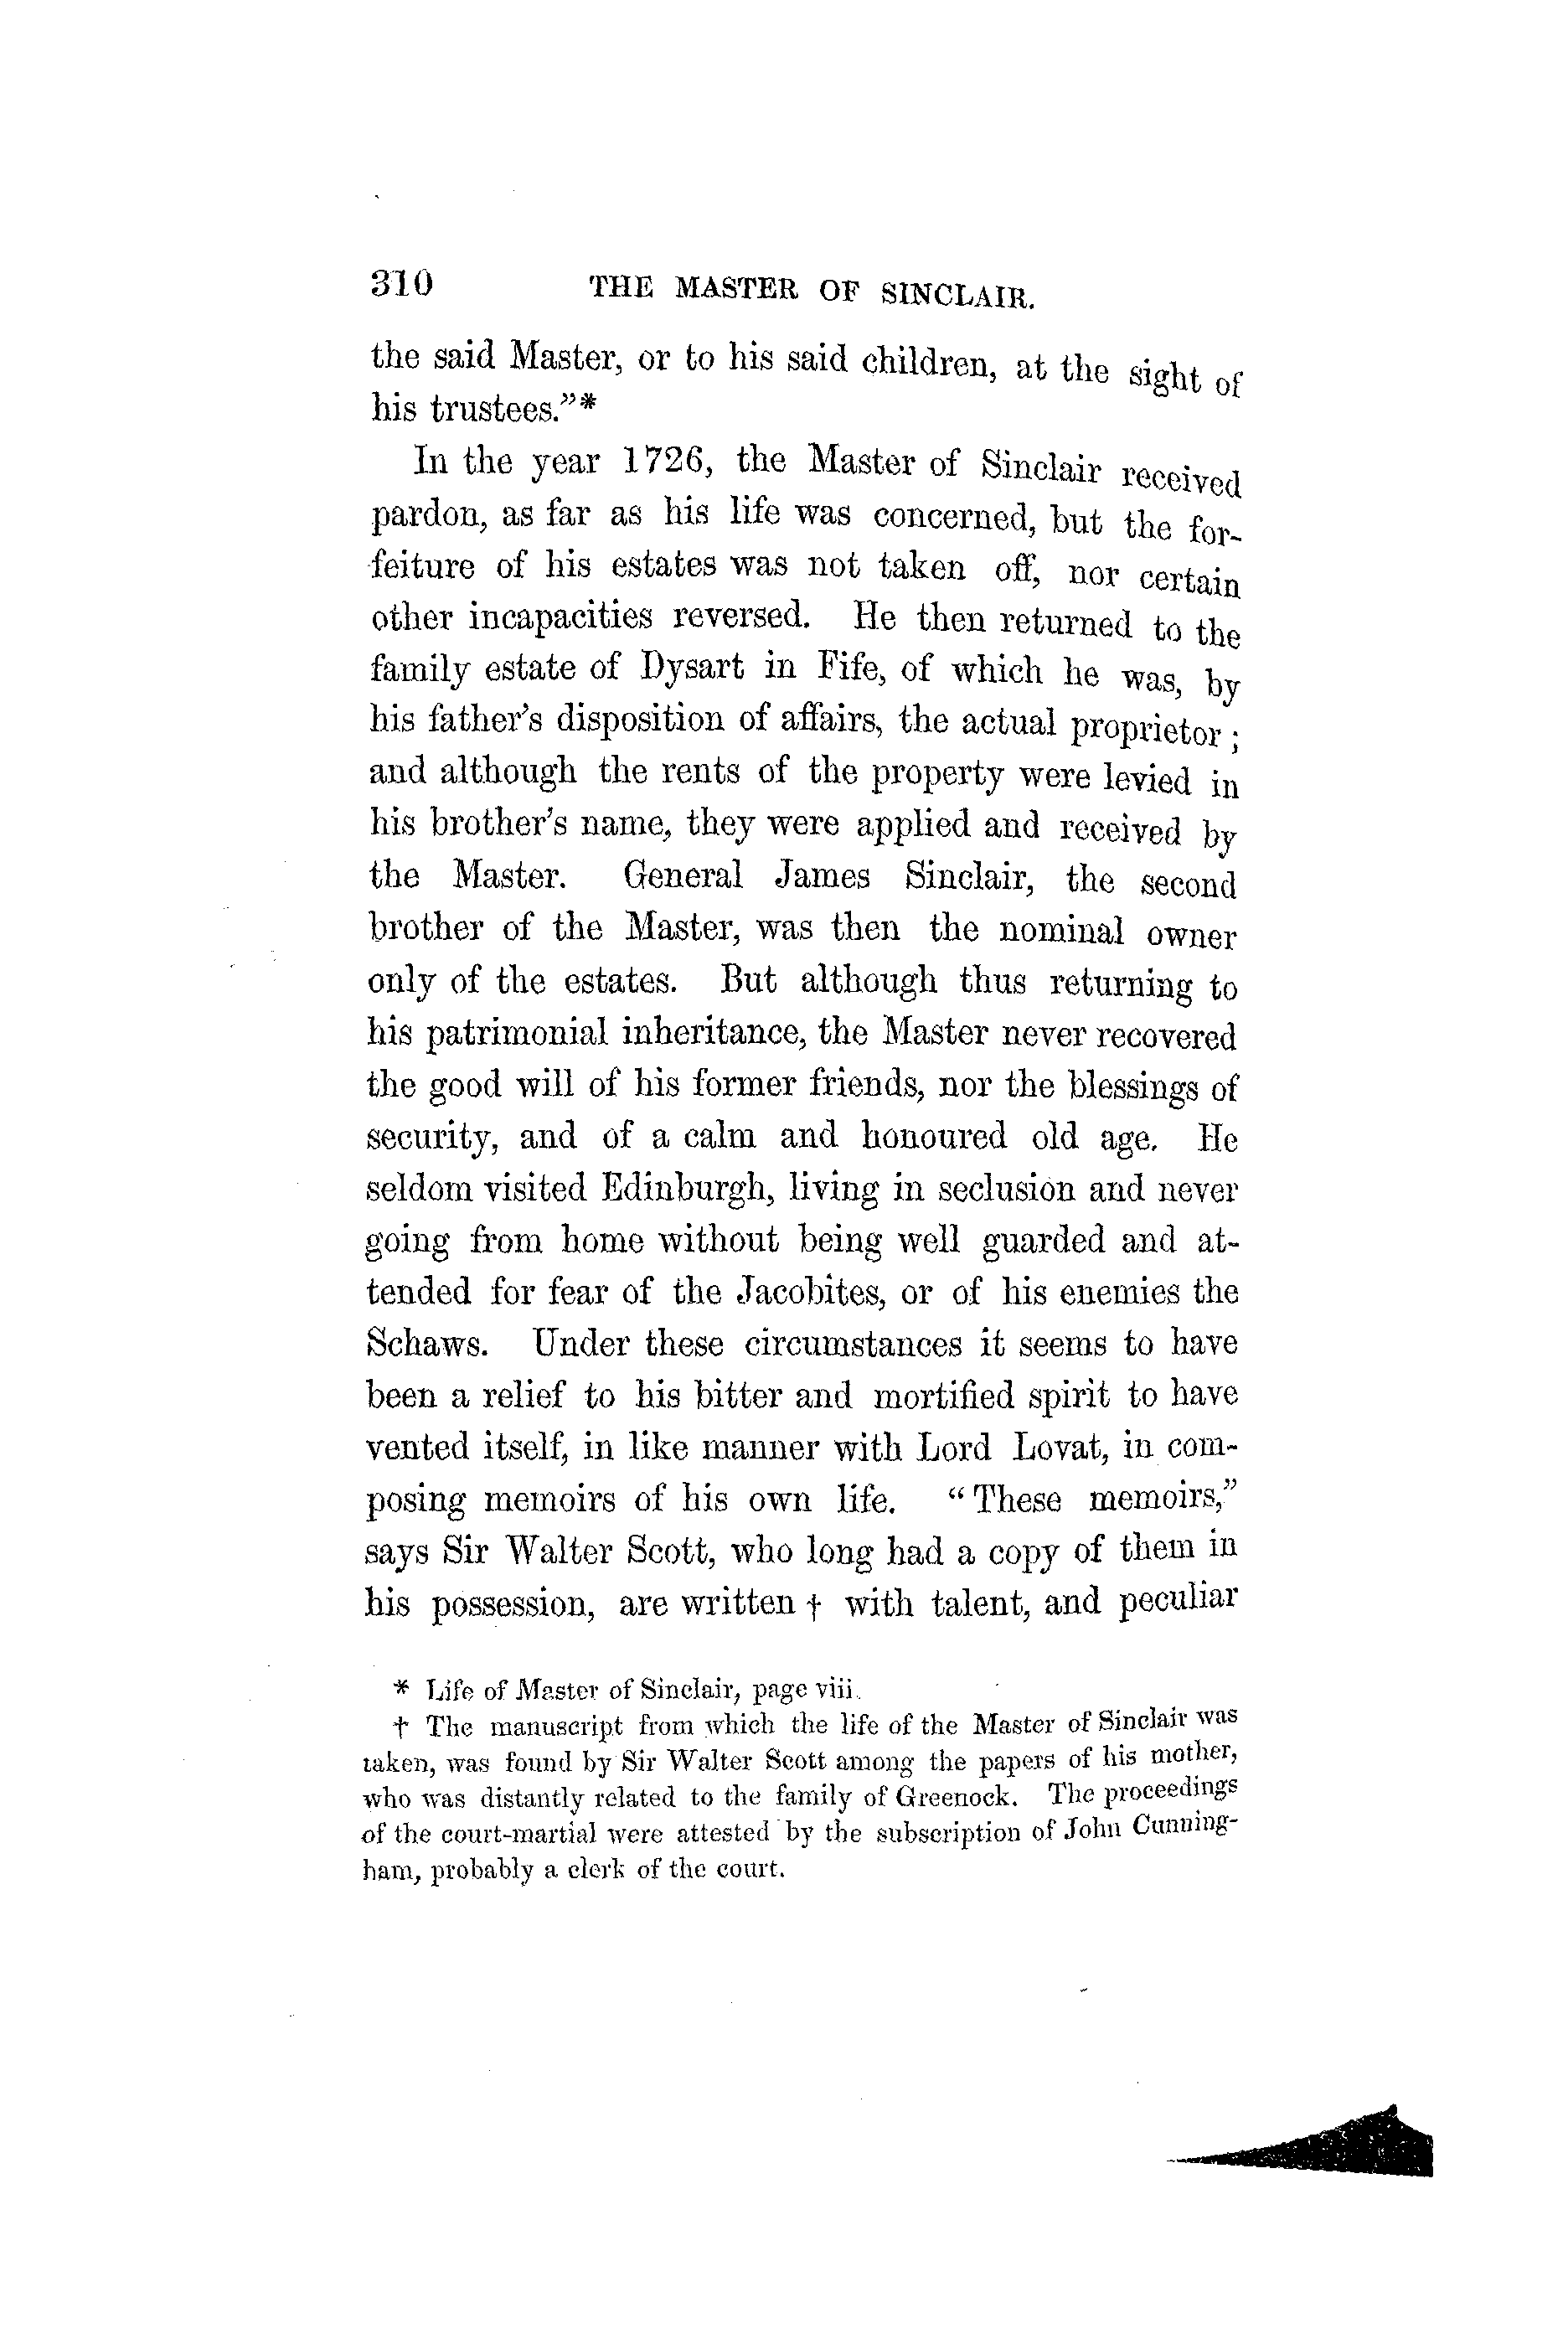 310 THE MASTER OF SINCLAIR.
the said Master, or to his said children, at the sight of
his trustees."*
In the year 1726, the Master of Sinclair received
pardon, as far as his life was concerned, but the for-
feiture of his estates was not taken off, nor certain
other incapacities reversed. He then returned to the
family estate of Dysart in Fife, of which he was, by
his father's disposition of affairs, the actual proprietor;
and although the rents of the property were levied in
his brother's name, they were applied and received by
the Master. General James Sinclair, the second
brother of the Master, was then the nominal owner
only of the estates. But although thus returning to
his patrimonial inheritance, the Master never recovered
the good will of his former friends, nor the blessings of
security, and of a calm and honoured old age. He
seldom visited Edinburgh, living in seclusion and never
going from home without being well guarded and at-
tended for fear of the Jacobites, or of his enemies the
Schaws. Under these circumstances it seems to have
been a relief to his bitter and mortified spirit to have
vented itself, in like manner with Lord Lovat, in com-
posing memoirs of his own life. "These memoirs,"
says Sir Walter Scott, who long had a copy of them in
his possession, are written † with talent, and peculiar
* Life of Master of Sinclair, page viii.
† The manuscript from which the life of the Master of Sinclair was
taken, was found by Sir Walter Scott among the papers of his mother,
who was distantly related to the family of Greenock. The proceedings
of the court-martial were attested by the subscription of John Cunning-
ham, probably a clerk of the court.